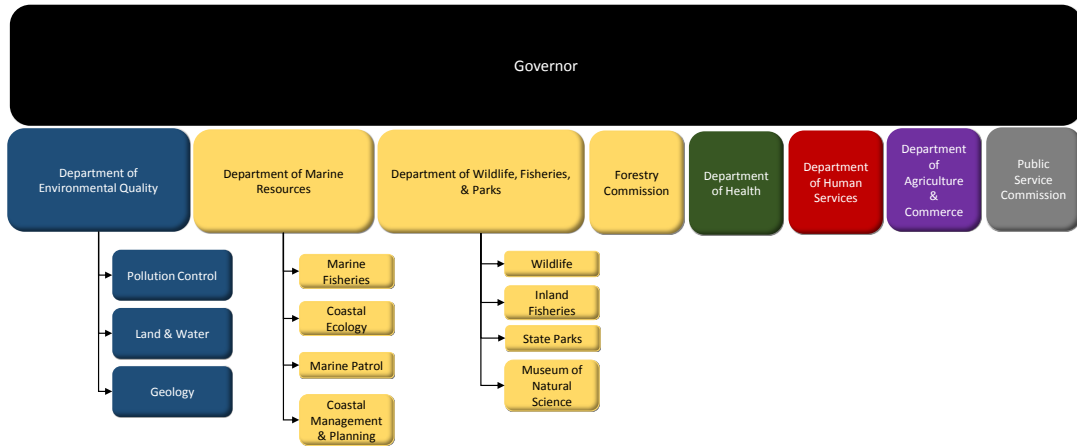 Governor
Department of
Environmental Quality
Department of Marine
Resources
Department of Wildlife, Fisheries,
& Parks
Forestry
Commission
Department
of Health
Department
of Human
Services
Department
of
Agriculture
&
Commerce
Public
Service
Commission
Pollution Control
Land & Water
Geology
Marine
Fisheries
Coastal
Ecology
Marine Patrol
Coastal
Management
& Planning
Wildlife
Inland
Fisheries
State Parks
Museum of
Natural
Science